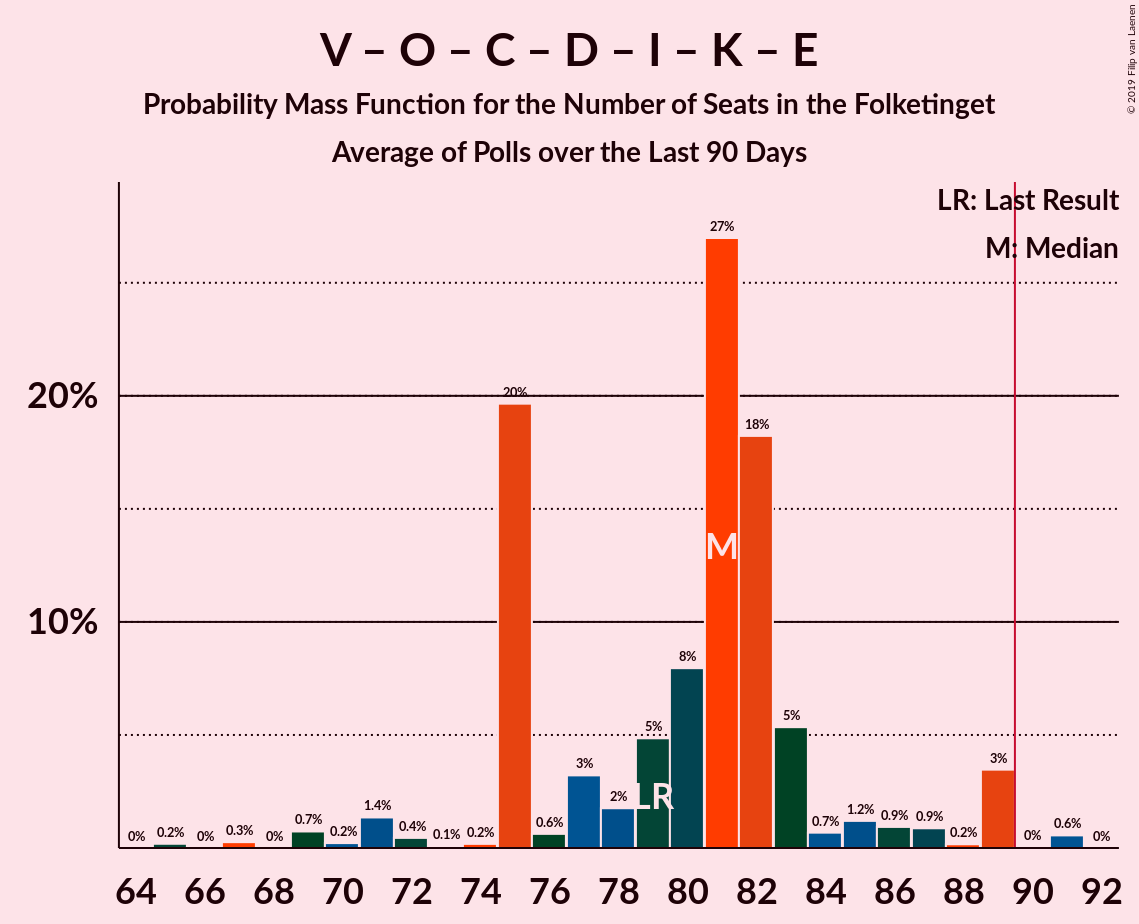 V – O – C – D – I – K – E
Probability Mass Function for the Number of Seats in the Folketinget
Average of Polls over the Last 90 Days
© 2019 Filip van Laenen
LR: Last Result
M: Median
20%
10%
0% 0.2% 0% 0.3% 0% 0.7% 0.2% 1.4% 0.4% 0.1% 0.2% 20% 0.6% 3% 2% 5% 8% 27% 18% 5% 0.7% 1.2% 0.9% 0.9% 0.2% 3% 0% 0.6% 0%
M
LR
64 66 68 70 72 74 76 78 80 82 84 86 88 90 92